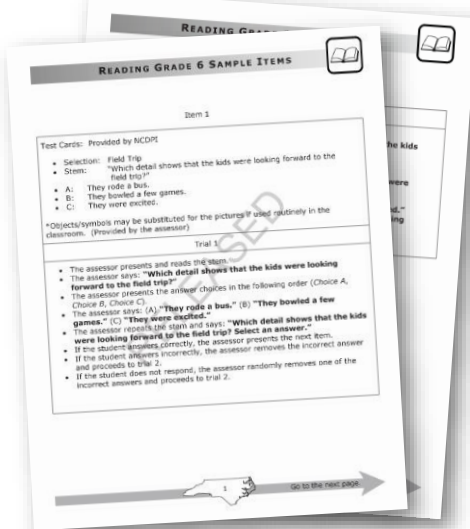 READING GRADE 6 SAMPLE ITEMS
Item 1
Test Cards: Provided by NCDPI
• Selection: Field Trip
• Stem: "Which detail shows that the kids were looking forward to the
field trip?"
• A: They rode a bus.
• B: They bowled a few games.
• C: They were excited.
*Objects/symbols may be substituted for the pictures if used routinely in the
classroom. (Provided by the assessor)
Trial 1
• The assessor presents and reads the stem.
• The assessor says: "Which detail shows that the kids were looking
forward to the field trip?"
• The assessor presents the answer choices in the following order (Choice A,
Choice B, Choice C).
• The assessor says: (A) "They rode a bus." (B) "They bowled a few
games." (C) "They were excited."
• The assessor repeats the stem and says: "Which detail shows that the kids
were looking forward to the field trip? Select an answer."
• If the student answers correctly, the assessor presents the next item.
• If the student answers incorrectly, the assessor removes the incorrect answer
and proceeds to trial 2.
• If the student does not respond, the assessor randomly removes one of the
incorrect answers and proceeds to trial 2.
1
Go to the next page.
READING
he kids
were